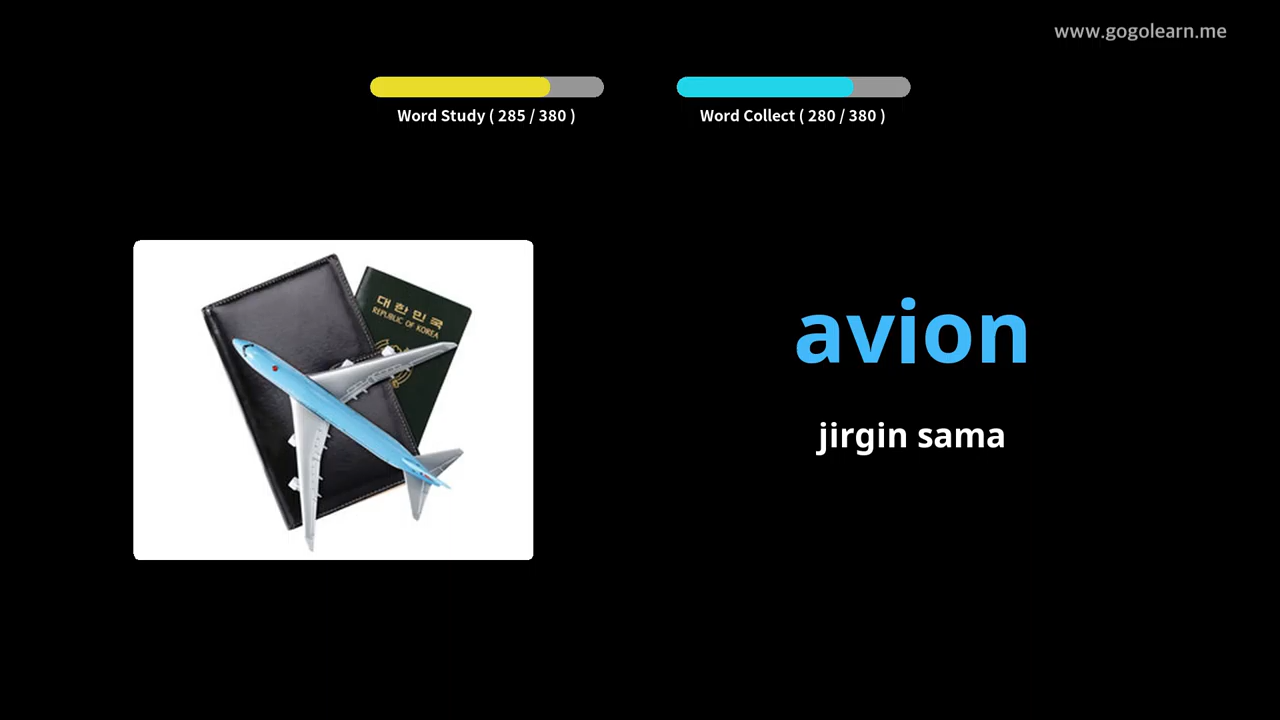 www.gogolearn.me
Word Study ( 285 / 380 )
Word Collect ( 280 / 380 )
대한민국
REPUBLIC OF KOREA
avion
jirgin sama